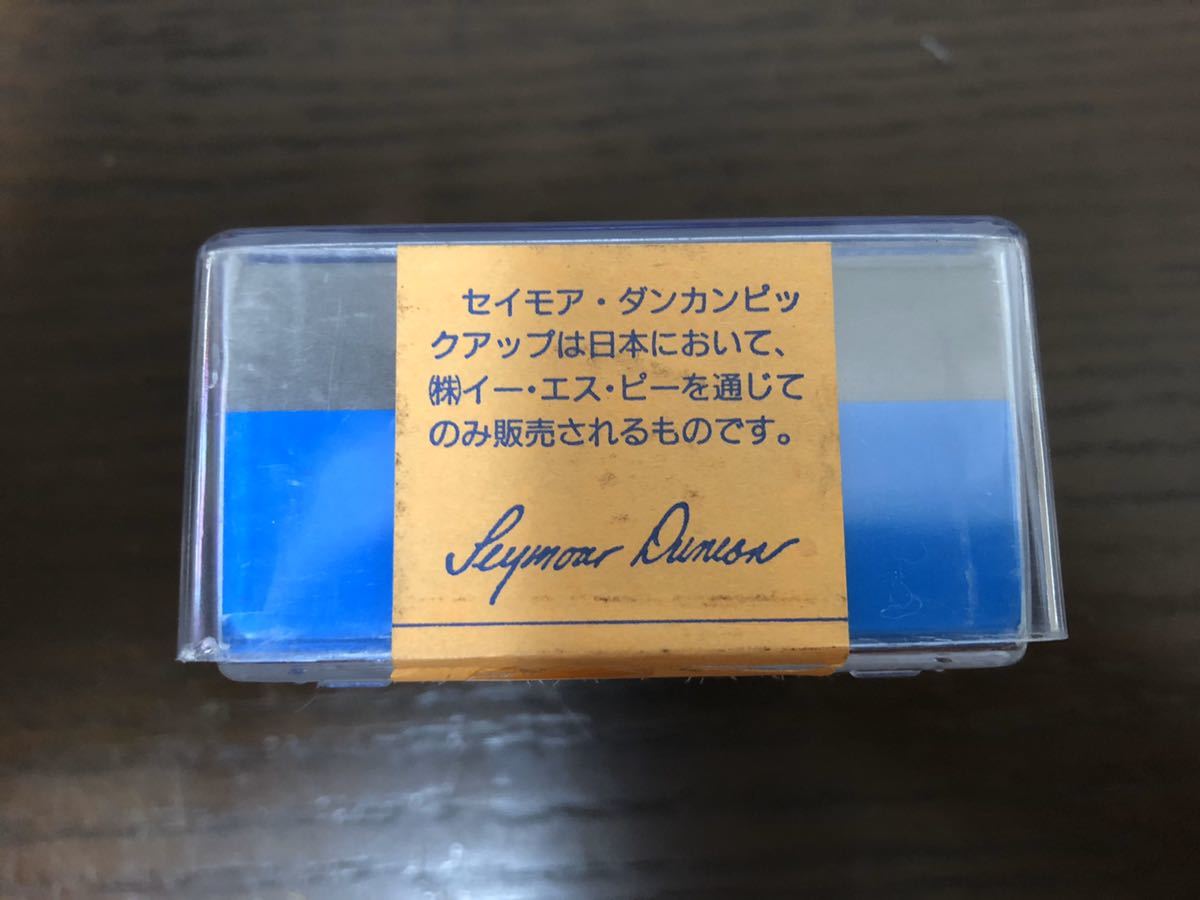 セイモア・ダンカンピッ
クアップは日本において、
㈱イー・エス・ピーを通じて
のみ販売されるものです。
Seymour Duncan